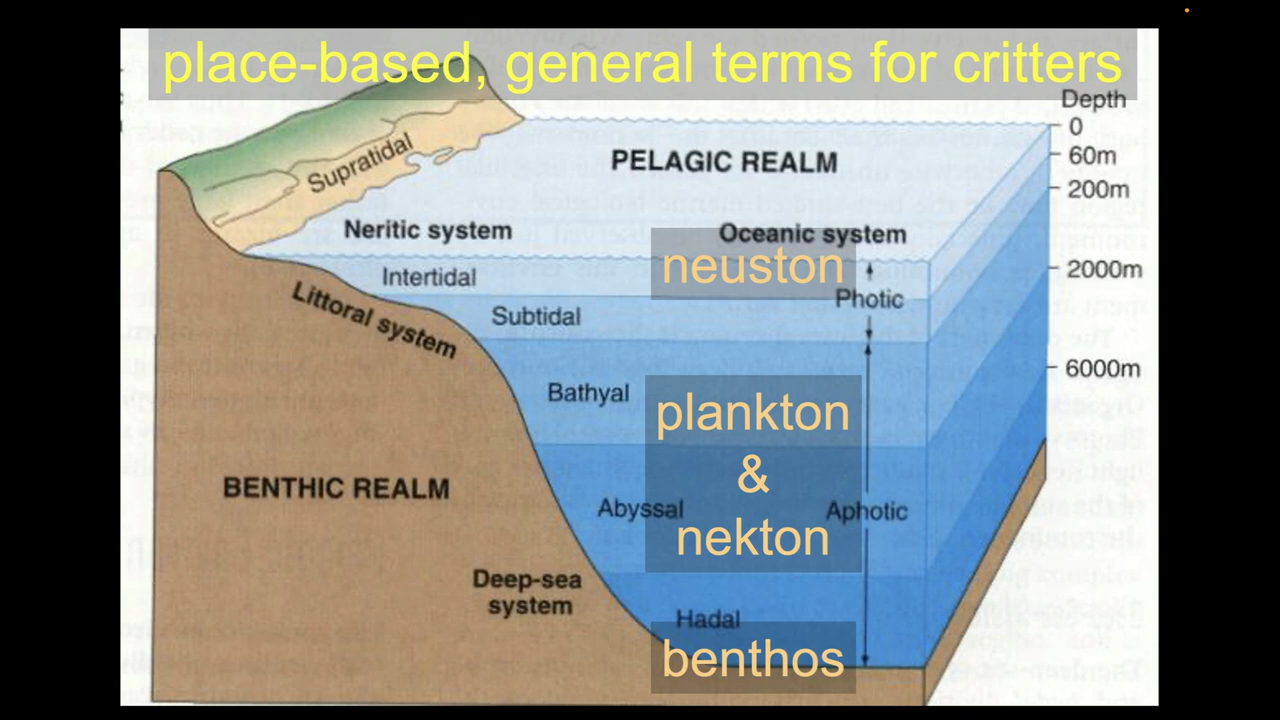 place-based, general terms for critters
Depth
0
60m
200m
2000m
6000m
Supratidal
PELAGIC REALM
Neritic system
Oceanic system
neuston
Intertidal
Photic
Littoral system
Subtidal
Bathyal
plankton
&
nekton
BENTHIC REALM
Abyssal
Aphotic
Deep-sea
system
Hadal
benthos